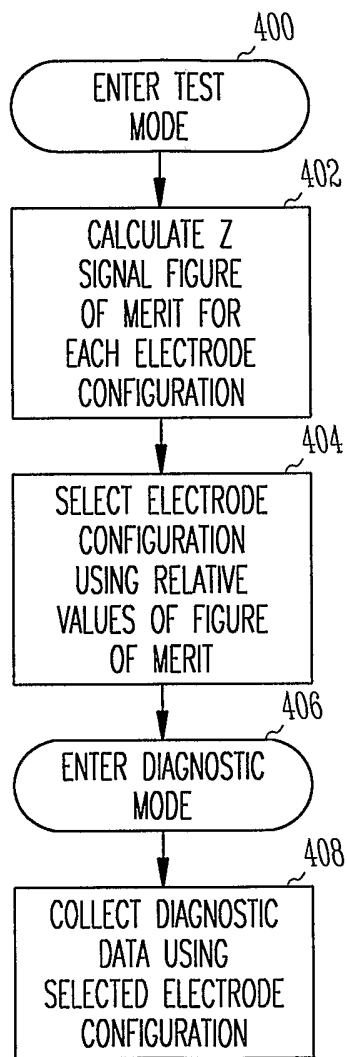 400
ENTER TEST
MODE
402
CALCULATE Z
SIGNAL FIGURE
OF MERIT FOR
EACH ELECTRODE
CONFIGURATION
404
SELECT ELECTRODE
CONFIGURATION
USING RELATIVE
VALUES OF FIGURE
OF MERIT
406
ENTER DIAGNOSTIC
MODE
408
COLLECT DIAGNOSTIC
DATA USING
SELECTED ELECTRODE
CONFIGURATION